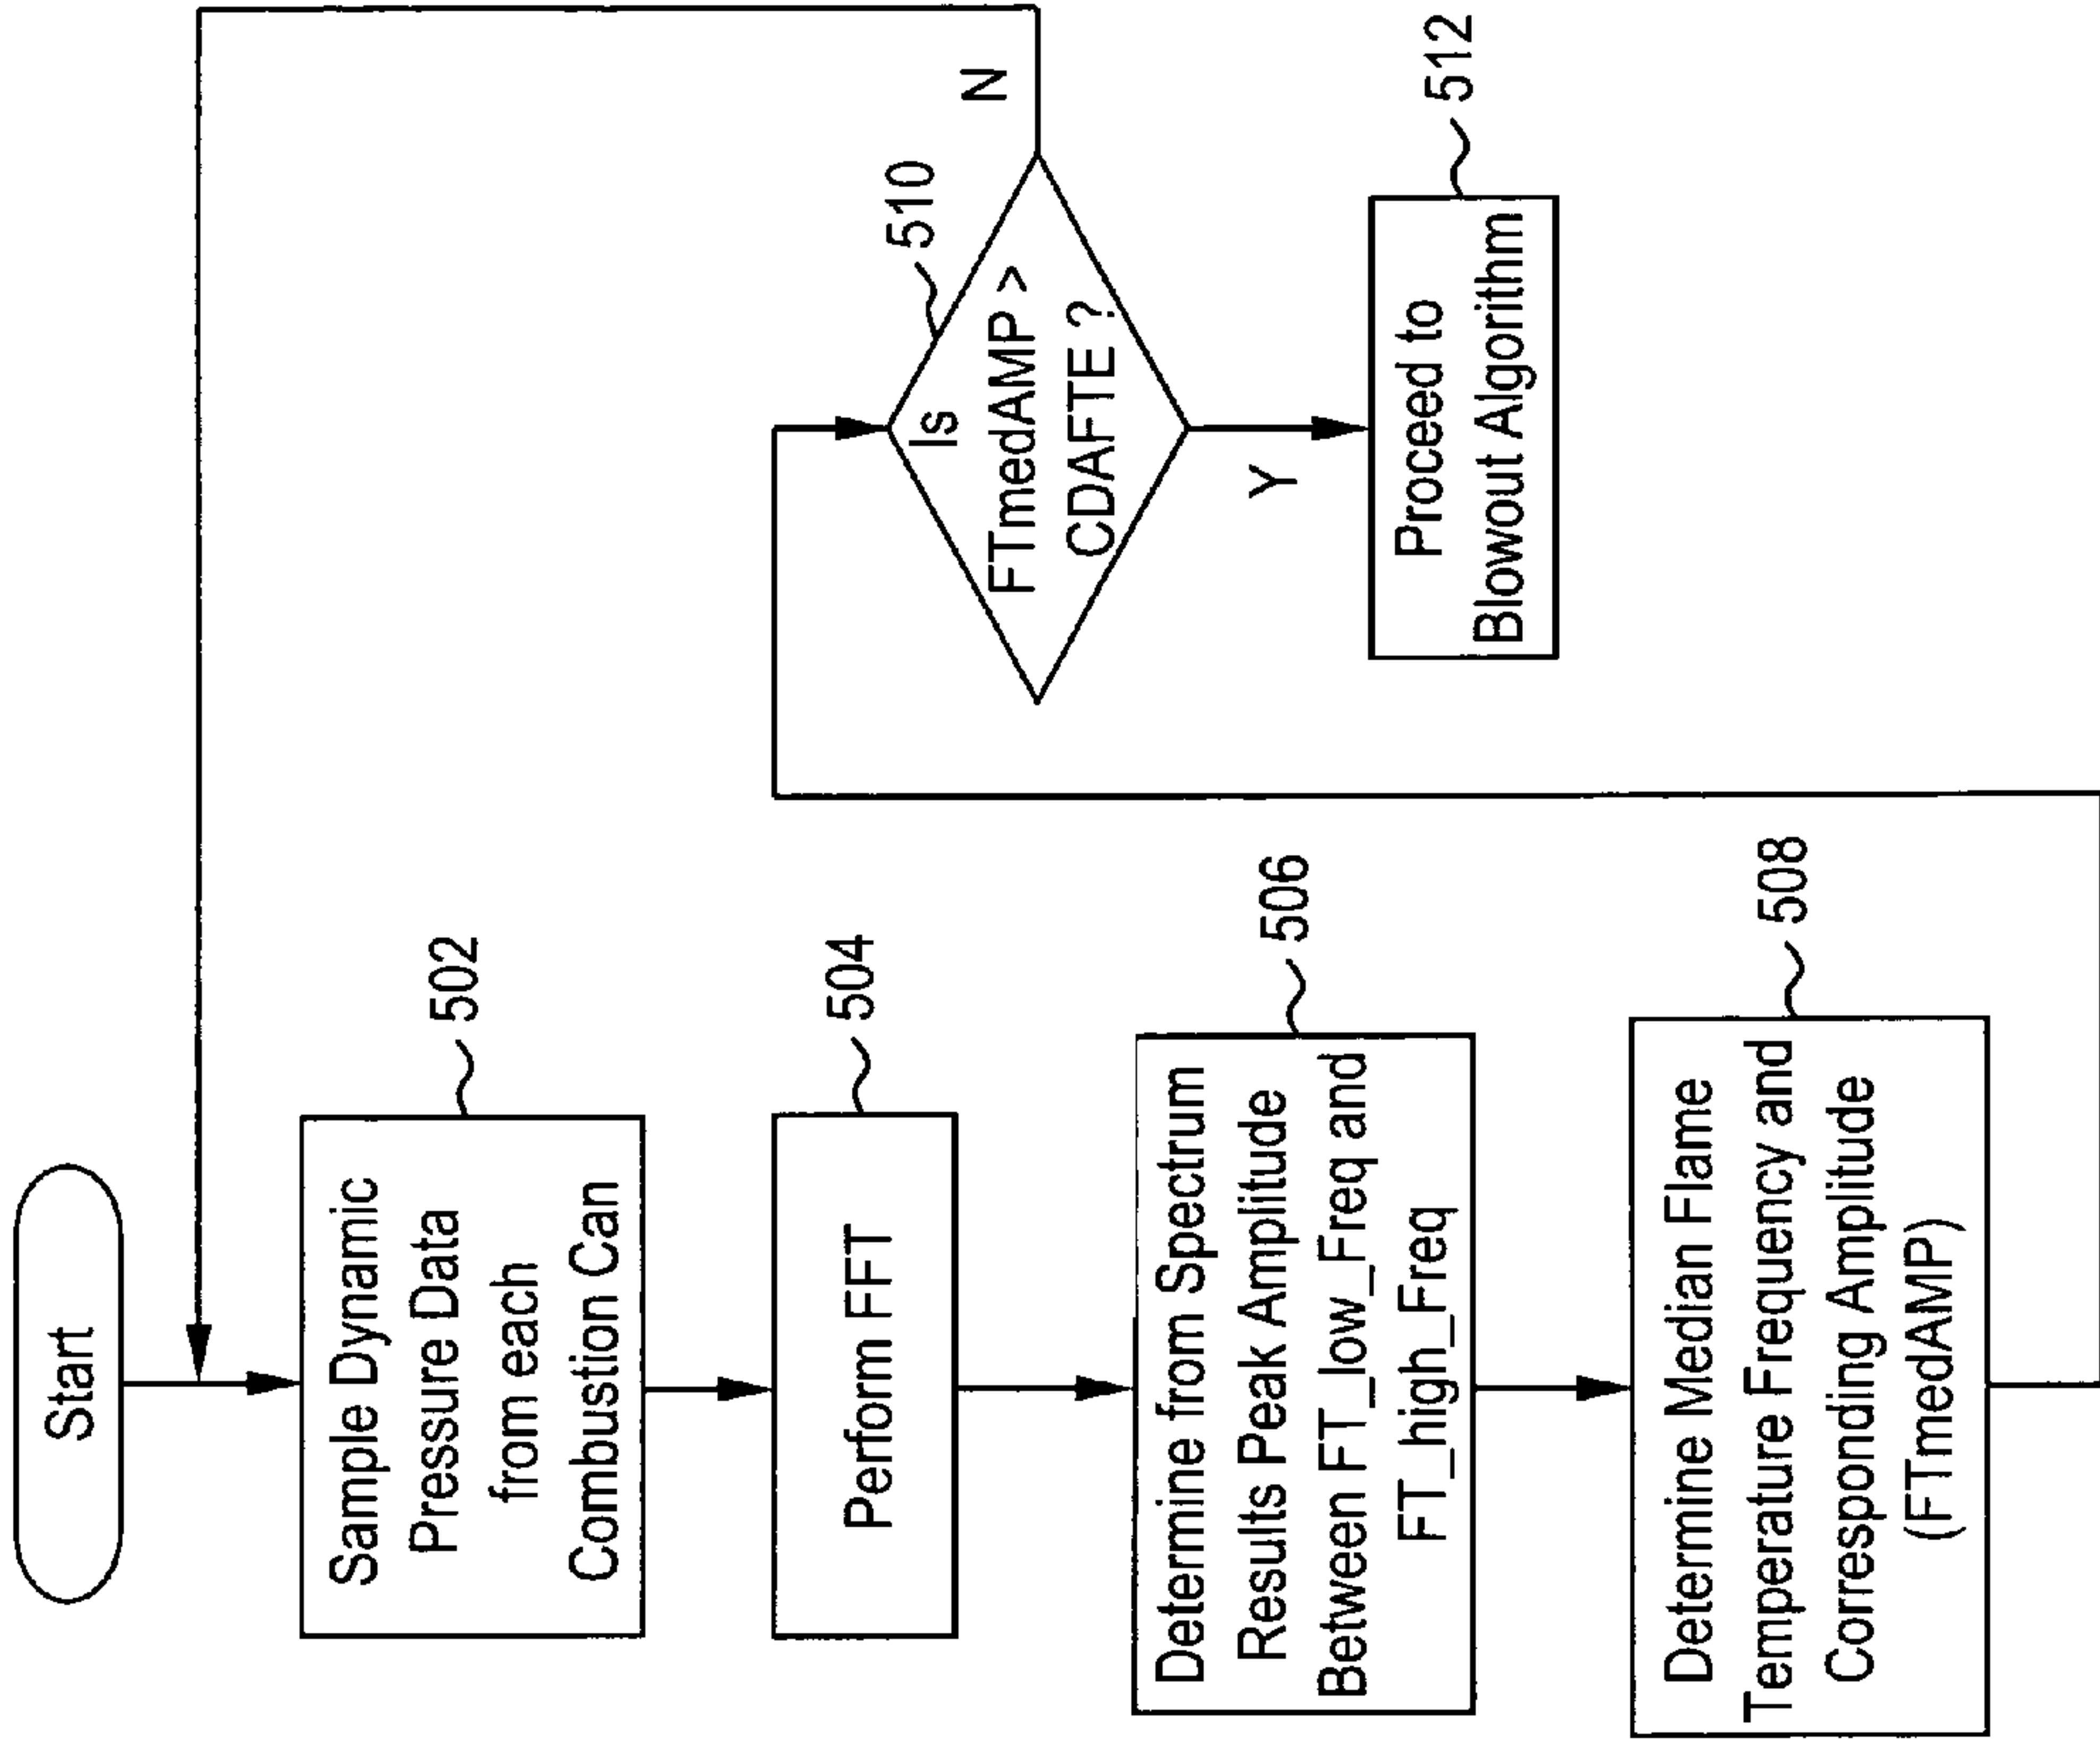 Start
Sample Dynamic
Pressure Data
from each
Combustion Can
502
Perform FFT
504
Determine from Spectrum
Results Peak Amplitude
Between FT_low_Freq and
FT_high_Freq
506
Determine Median Flame
Temperature Frequency and
Corresponding Amplitude
(FTmedAMP)
508
Is
FTmedAMP >
CDAFTE ?
510
N
Y
Proceed to
Blowout Algorithm
512